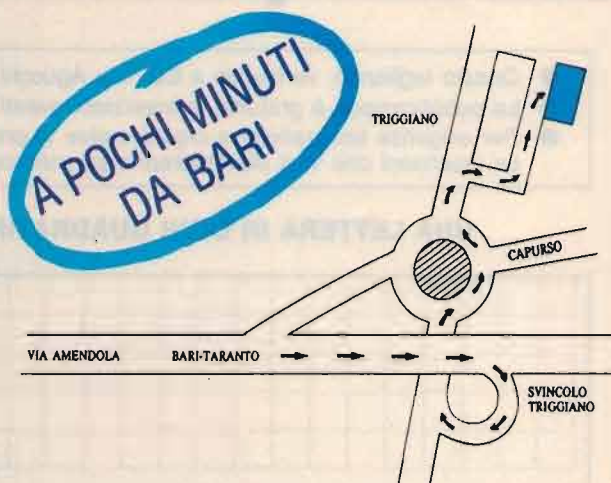 A POCHI MINUTI
DA BARI
TRIGGIANO
CAPURSO
VIA AMENDOLA
BARI-TARANTO
SVINCOLO
TRIGGIANO